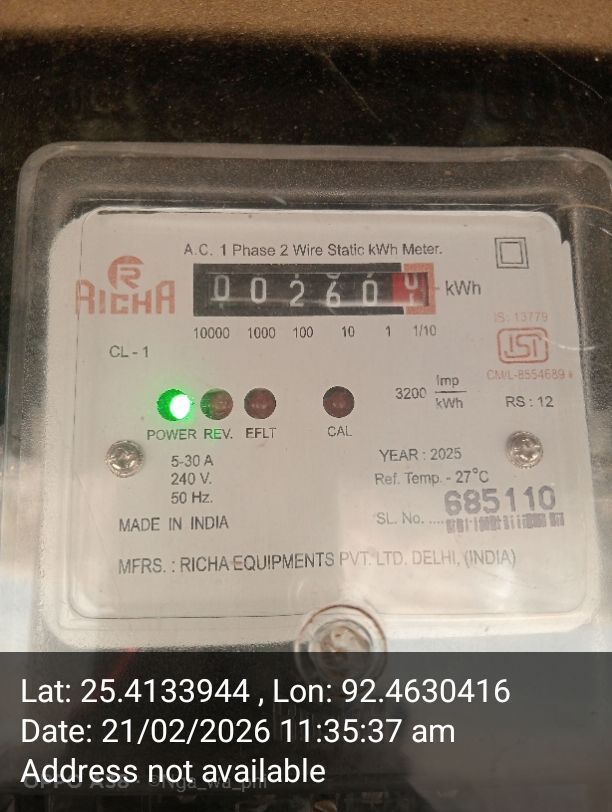 A.C. 1 Phase 2 Wire Static kWh Meter.
R
RICHA
0 0 2 6 0 4 kWh
10000 1000 100 10 1 1/10
IS: 13779
ISI
CM/L-8554689
CL - 1
3200 Imp/kWh
RS : 12
POWER REV. EFLT CAL
5-30 A
240 V.
50 Hz.
YEAR : 2025
Ref. Temp. - 27°C
SL. No. .... 685110
MADE IN INDIA
MFRS. : RICHA EQUIPMENTS PVT. LTD. DELHI, (INDIA)
Lat: 25.4133944 , Lon: 92.4630416
Date: 21/02/2026 11:35:37 am
Address not available